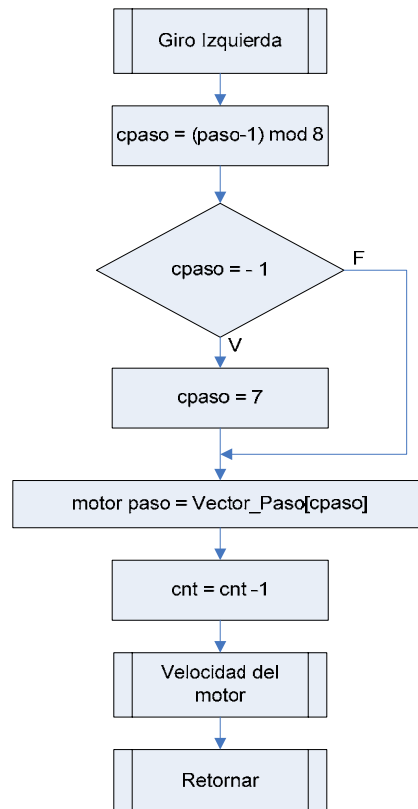 Giro Izquierda
cpaso = (paso-1) mod 8
cpaso = - 1
F
V
cpaso = 7
motor paso = Vector_Paso[cpaso]
cnt = cnt -1
Velocidad del
motor
Retornar